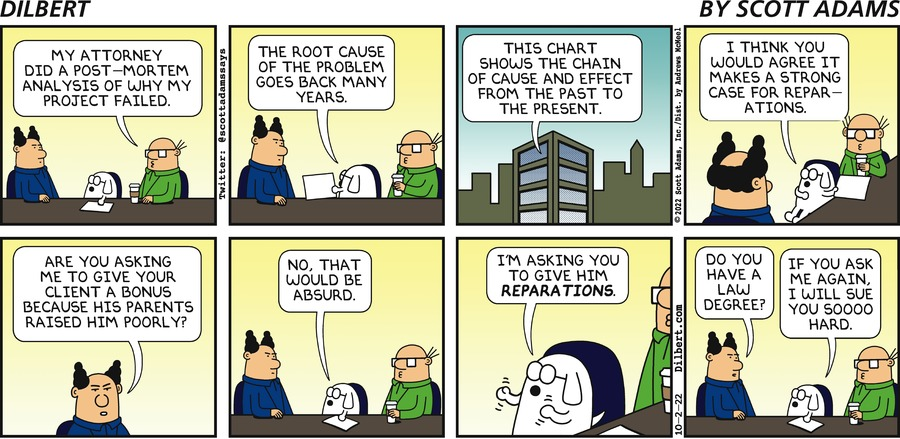 DILBERT
BY SCOTT ADAMS
MY ATTORNEY
DID A POST-MORTEM
ANALYSIS OF WHY MY
PROJECT FAILED.
Twitter: @scottadamssays
THE ROOT CAUSE
OF THE PROBLEM
GOES BACK MANY
YEARS.
THIS CHART
SHOWS THE CHAIN
OF CAUSE AND EFFECT
FROM THE PAST TO
THE PRESENT.
© 2022 Scott Adams, Inc./Dist. by Andrews McMeel
I THINK YOU
WOULD AGREE IT
MAKES A STRONG
CASE FOR REPAR-
ATIONS.
ARE YOU ASKING
ME TO GIVE YOUR
CLIENT A BONUS
BECAUSE HIS PARENTS
RAISED HIM POORLY?
NO, THAT
WOULD BE
ABSURD.
I'M ASKING YOU
TO GIVE HIM
REPARATIONS.
10-2-22 Dilbert.com
DO YOU
HAVE A
LAW
DEGREE?
IF YOU ASK
ME AGAIN,
I WILL SUE
YOU SOOOO
HARD.